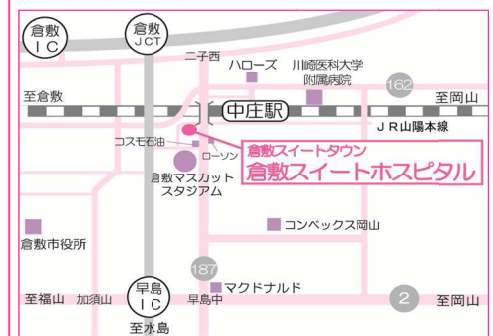 倉敷
IC
倉敷
JCT
二子西
ハローズ
川崎医科大学
附属病院
162
至倉敷
中庄駅
至岡山
JR山陽本線
コスモ石油
ローソン
倉敷スイートタウン
倉敷スイートホスピタル
倉敷マスカット
スタジアム
コンベックス岡山
倉敷市役所
187
早島
IC
マクドナルド
至福山
加須山
早島中
2
至岡山
至水島